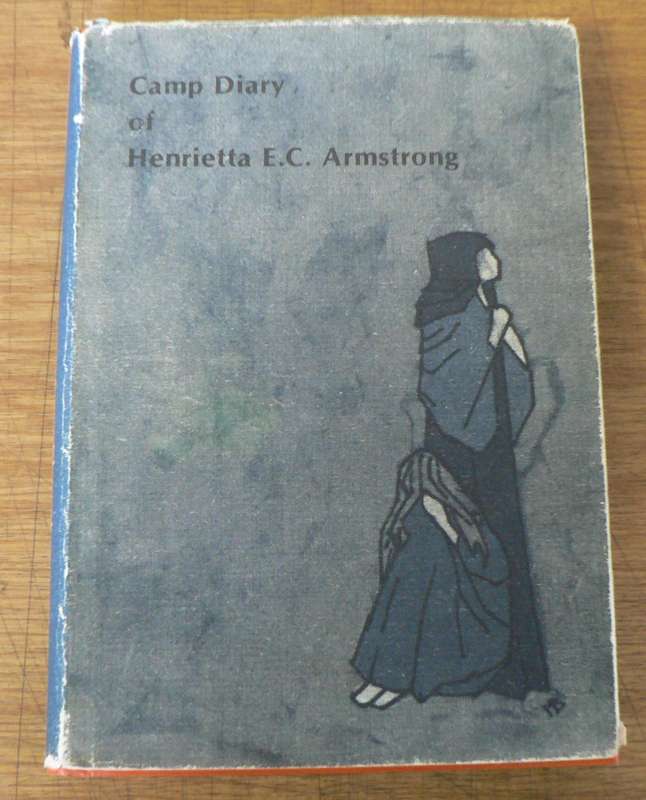 Camp Diary
of
Henrietta E.C. Armstrong